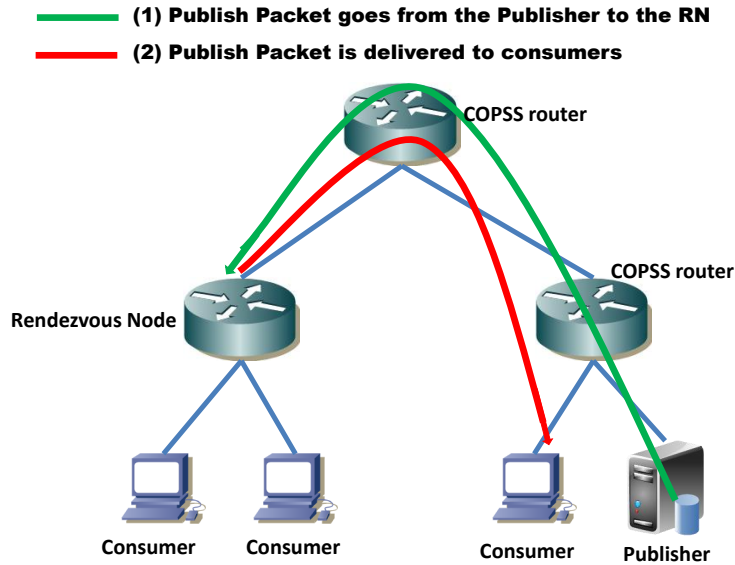 (1) Publish Packet goes from the Publisher to the RN
(2) Publish Packet is delivered to consumers
COPSS router
COPSS router
Rendezvous Node
Consumer
Consumer
Consumer
Publisher